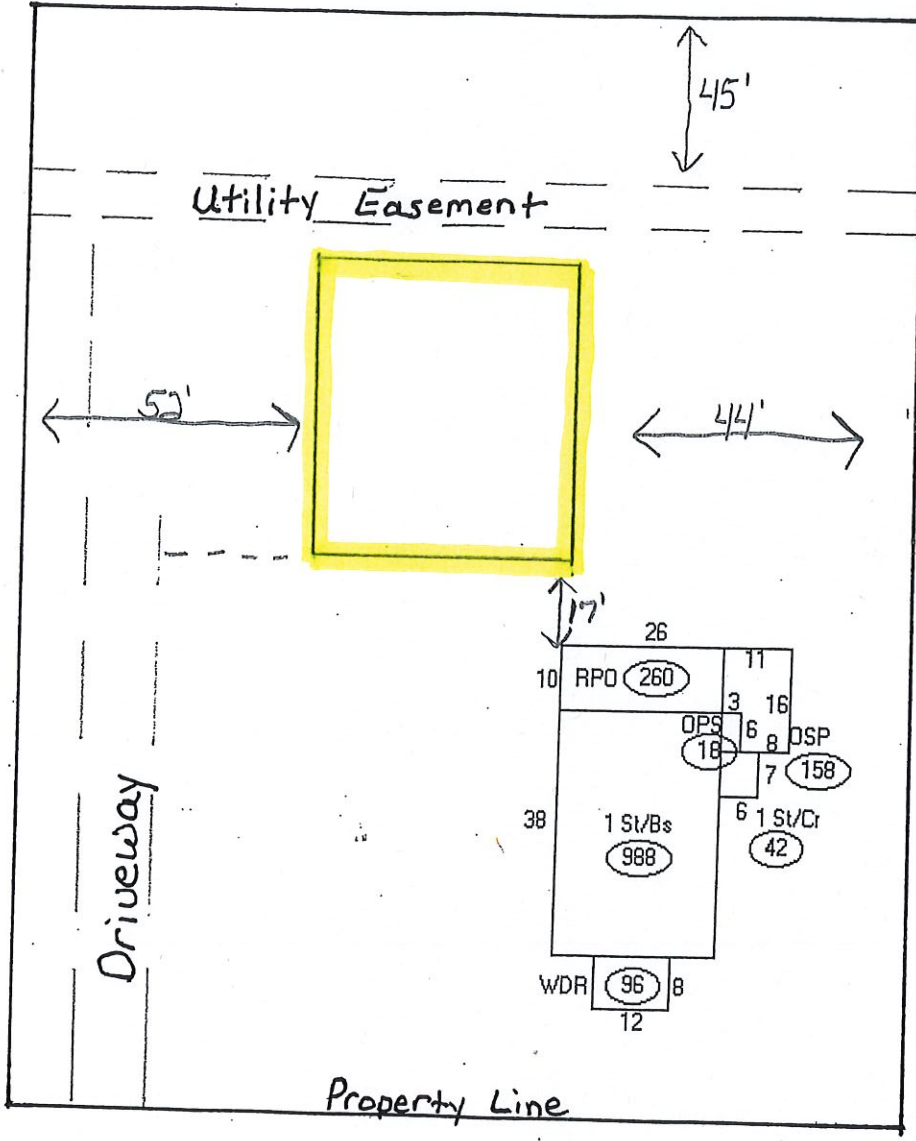 45'
Utility Easement
52'
44'
17'
26
10 RPO 260
11
3 16
OPS 6
18 8 OSP
7 158
38 1 St/Bs
6 1 St/Cr
988
42
Driveway
WDR 96 8
12
Property Line